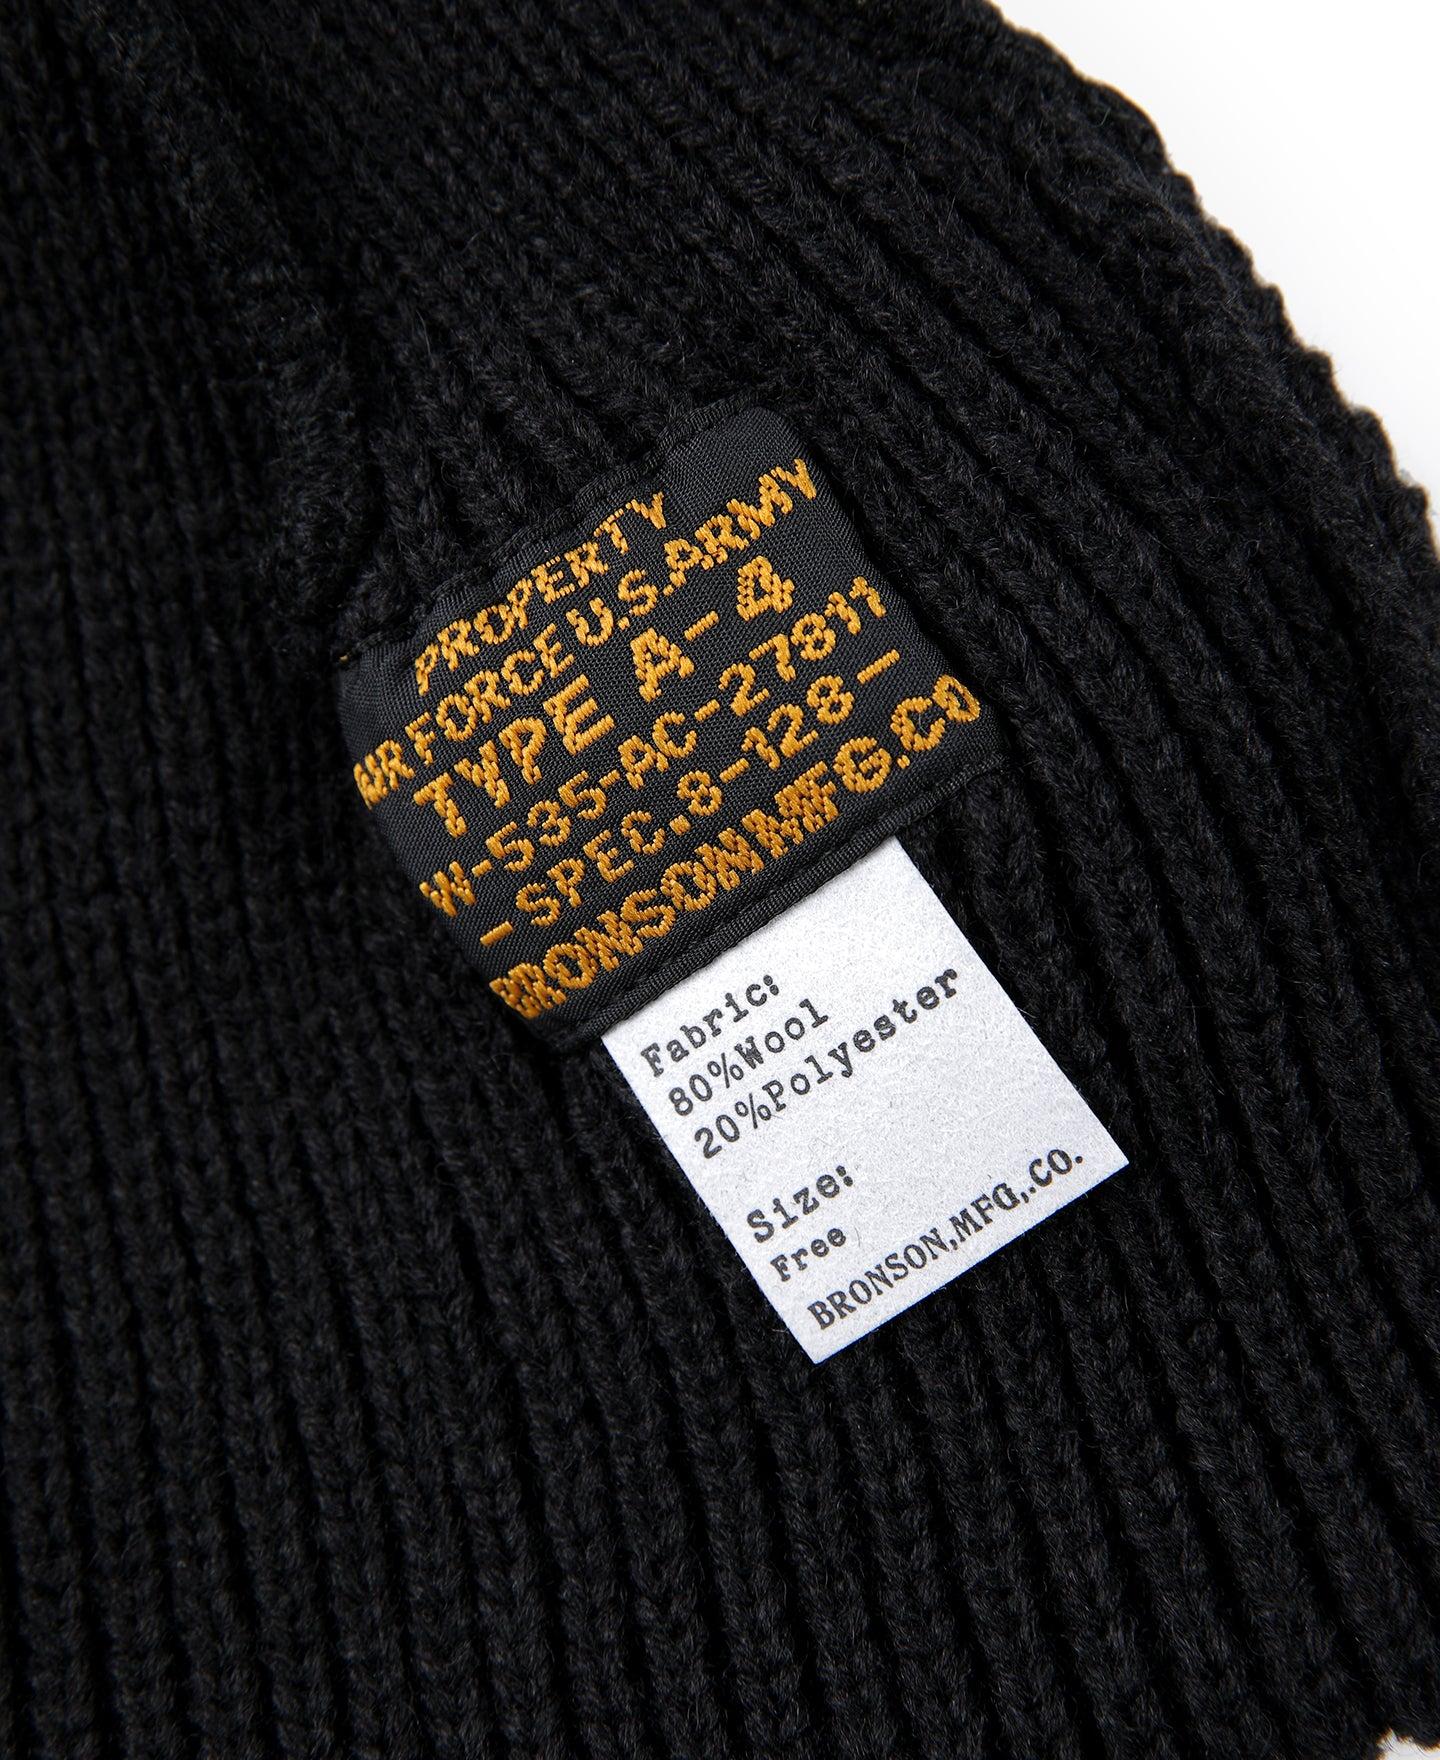 PROPERTY
AIR FORCE U.S.ARMY
TYPE A-4
W-535-AC-27811
-SPEC.8-128-
BRONSON MFG.CO
Fabric:
80%Wool
20%Polyester
Size:
Free
BRONSON,MFG,.CO.